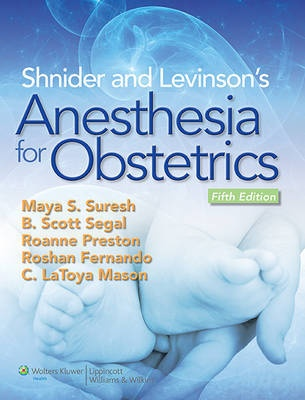 Shnider and Levinson's
Anesthesia
for Obstetrics
Fifth Edition
Maya S. Suresh
B. Scott Segal
Roanne Preston
Roshan Fernando
C. LaToya Mason
Wolters Kluwer
Health
Lippincott
Williams & Wilkins